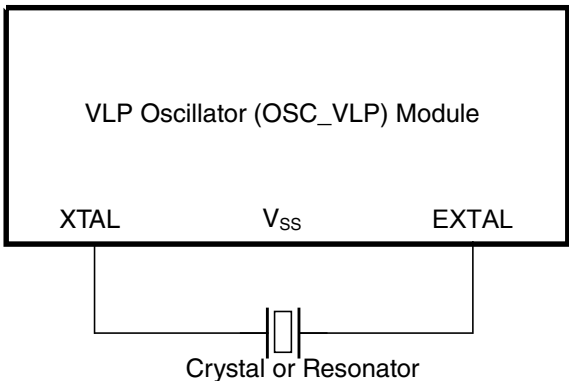 VLP Oscillator (OSC_VLP) Module
XTAL VSS EXTAL
Crystal or Resonator